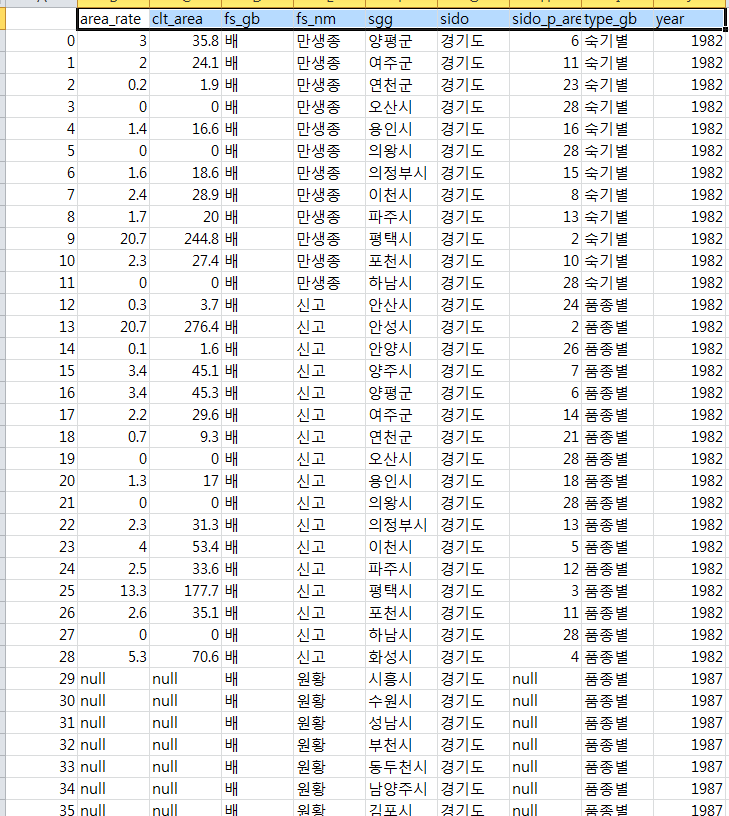 area_rate clt_area fs_gb fs_nm sgg sido sido_p_are type_gb year
0 3 35.8 배 만생종 양평군 경기도 6 숙기별 1982
1 2 24.1 배 만생종 여주군 경기도 11 숙기별 1982
2 0.2 1.9 배 만생종 연천군 경기도 23 숙기별 1982
3 0 0 배 만생종 오산시 경기도 28 숙기별 1982
4 1.4 16.6 배 만생종 용인시 경기도 16 숙기별 1982
5 0 0 배 만생종 의왕시 경기도 28 숙기별 1982
6 1.6 18.6 배 만생종 의정부시 경기도 15 숙기별 1982
7 2.4 28.9 배 만생종 이천시 경기도 8 숙기별 1982
8 1.7 20 배 만생종 파주시 경기도 13 숙기별 1982
9 20.7 244.8 배 만생종 평택시 경기도 2 숙기별 1982
10 2.3 27.4 배 만생종 포천시 경기도 10 숙기별 1982
11 0 0 배 만생종 하남시 경기도 28 숙기별 1982
12 0.3 3.7 배 신고 안산시 경기도 24 품종별 1982
13 20.7 276.4 배 신고 안성시 경기도 2 품종별 1982
14 0.1 1.6 배 신고 안양시 경기도 26 품종별 1982
15 3.4 45.1 배 신고 양주시 경기도 7 품종별 1982
16 3.4 45.3 배 신고 양평군 경기도 6 품종별 1982
17 2.2 29.6 배 신고 여주군 경기도 14 품종별 1982
18 0.7 9.3 배 신고 연천군 경기도 21 품종별 1982
19 0 0 배 신고 오산시 경기도 28 품종별 1982
20 1.3 17 배 신고 용인시 경기도 18 품종별 1982
21 0 0 배 신고 의왕시 경기도 28 품종별 1982
22 2.3 31.3 배 신고 의정부시 경기도 13 품종별 1982
23 4 53.4 배 신고 이천시 경기도 5 품종별 1982
24 2.5 33.6 배 신고 파주시 경기도 12 품종별 1982
25 13.3 177.7 배 신고 평택시 경기도 3 품종별 1982
26 2.6 35.1 배 신고 포천시 경기도 11 품종별 1982
27 0 0 배 신고 하남시 경기도 28 품종별 1982
28 5.3 70.6 배 신고 화성시 경기도 4 품종별 1982
29 null null 배 원황 시흥시 경기도 null 품종별 1987
30 null null 배 원황 수원시 경기도 null 품종별 1987
31 null null 배 원황 성남시 경기도 null 품종별 1987
32 null null 배 원황 부천시 경기도 null 품종별 1987
33 null null 배 원황 동두천시 경기도 null 품종별 1987
34 null null 배 원황 남양주시 경기도 null 품종별 1987
35 null null 배 원황 김포시 경기도 null 품종별 1987